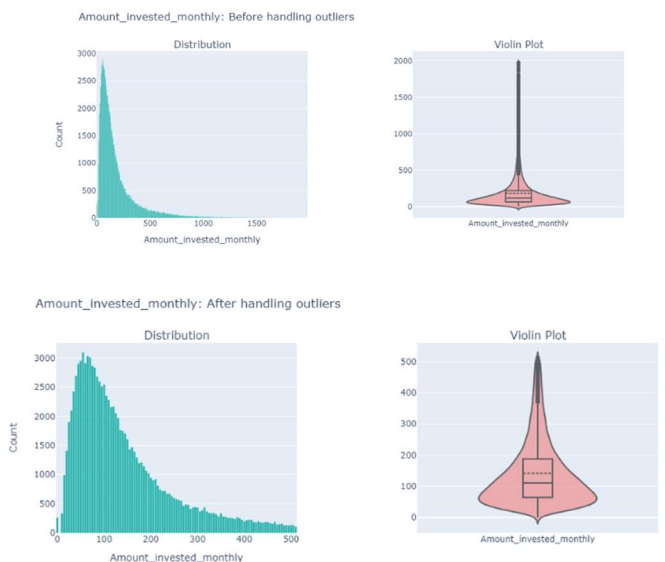 Amount_invested_monthly: Before handling outliers
Distribution
Violin Plot
3000
2500
2000
1500
1000
500
0
Count
0 500 1000 1500
Amount_invested_monthly
2000
1500
1000
500
0
Amount_invested_monthly
Amount_invested_monthly: After handling outliers
Distribution
Violin Plot
3000
2500
2000
1500
1000
500
0
Count
0 100 200 300 400 500
Amount_invested_monthly
500
400
300
200
100
0
Amount_invested_monthly